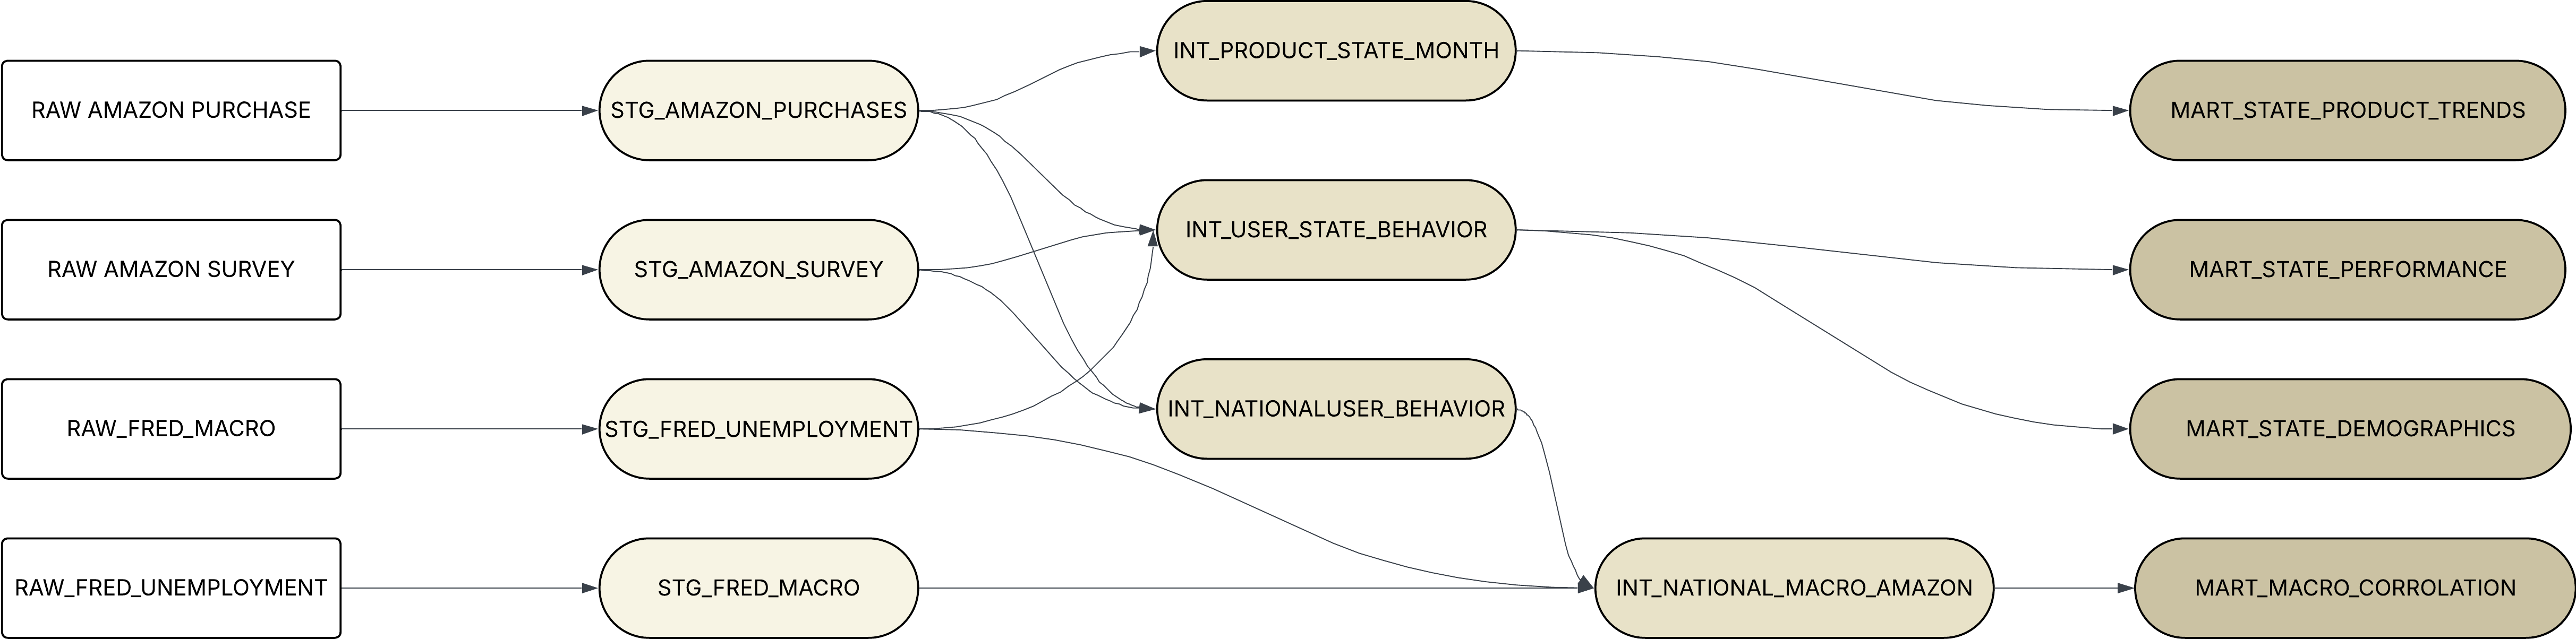 RAW AMAZON PURCHASE
RAW AMAZON SURVEY
RAW_FRED_MACRO
RAW_FRED_UNEMPLOYMENT
STG_AMAZON_PURCHASES
STG_AMAZON_SURVEY
STG_FRED_UNEMPLOYMENT
STG_FRED_MACRO
INT_PRODUCT_STATE_MONTH
INT_USER_STATE_BEHAVIOR
INT_NATIONALUSER_BEHAVIOR
INT_NATIONAL_MACRO_AMAZON
MART_STATE_PRODUCT_TRENDS
MART_STATE_PERFORMANCE
MART_STATE_DEMOGRAPHICS
MART_MACRO_CORROLATION